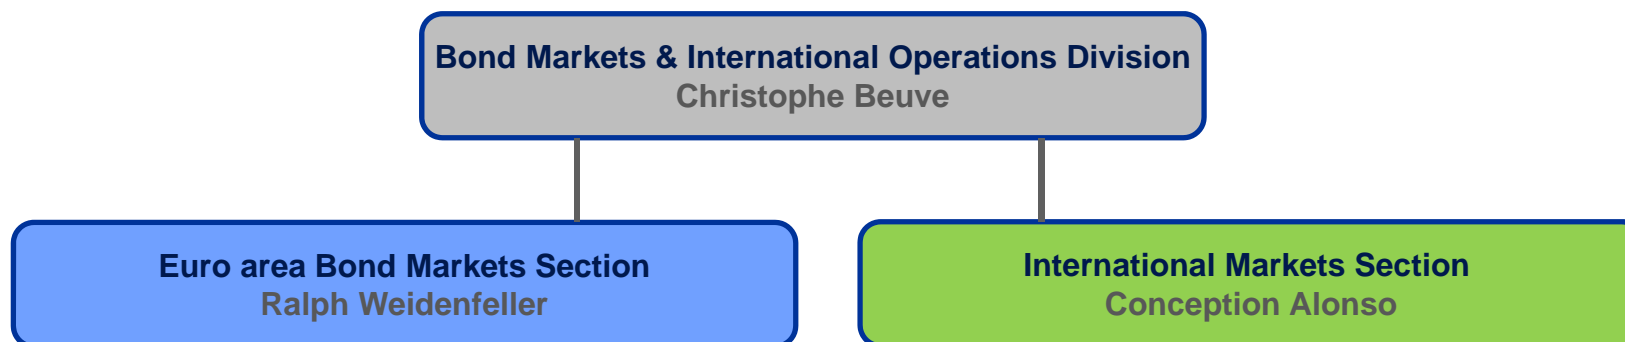 Bond Markets & International Operations Division
Christophe Beuve
Euro area Bond Markets Section
Ralph Weidenfeller
International Markets Section
Conception Alonso